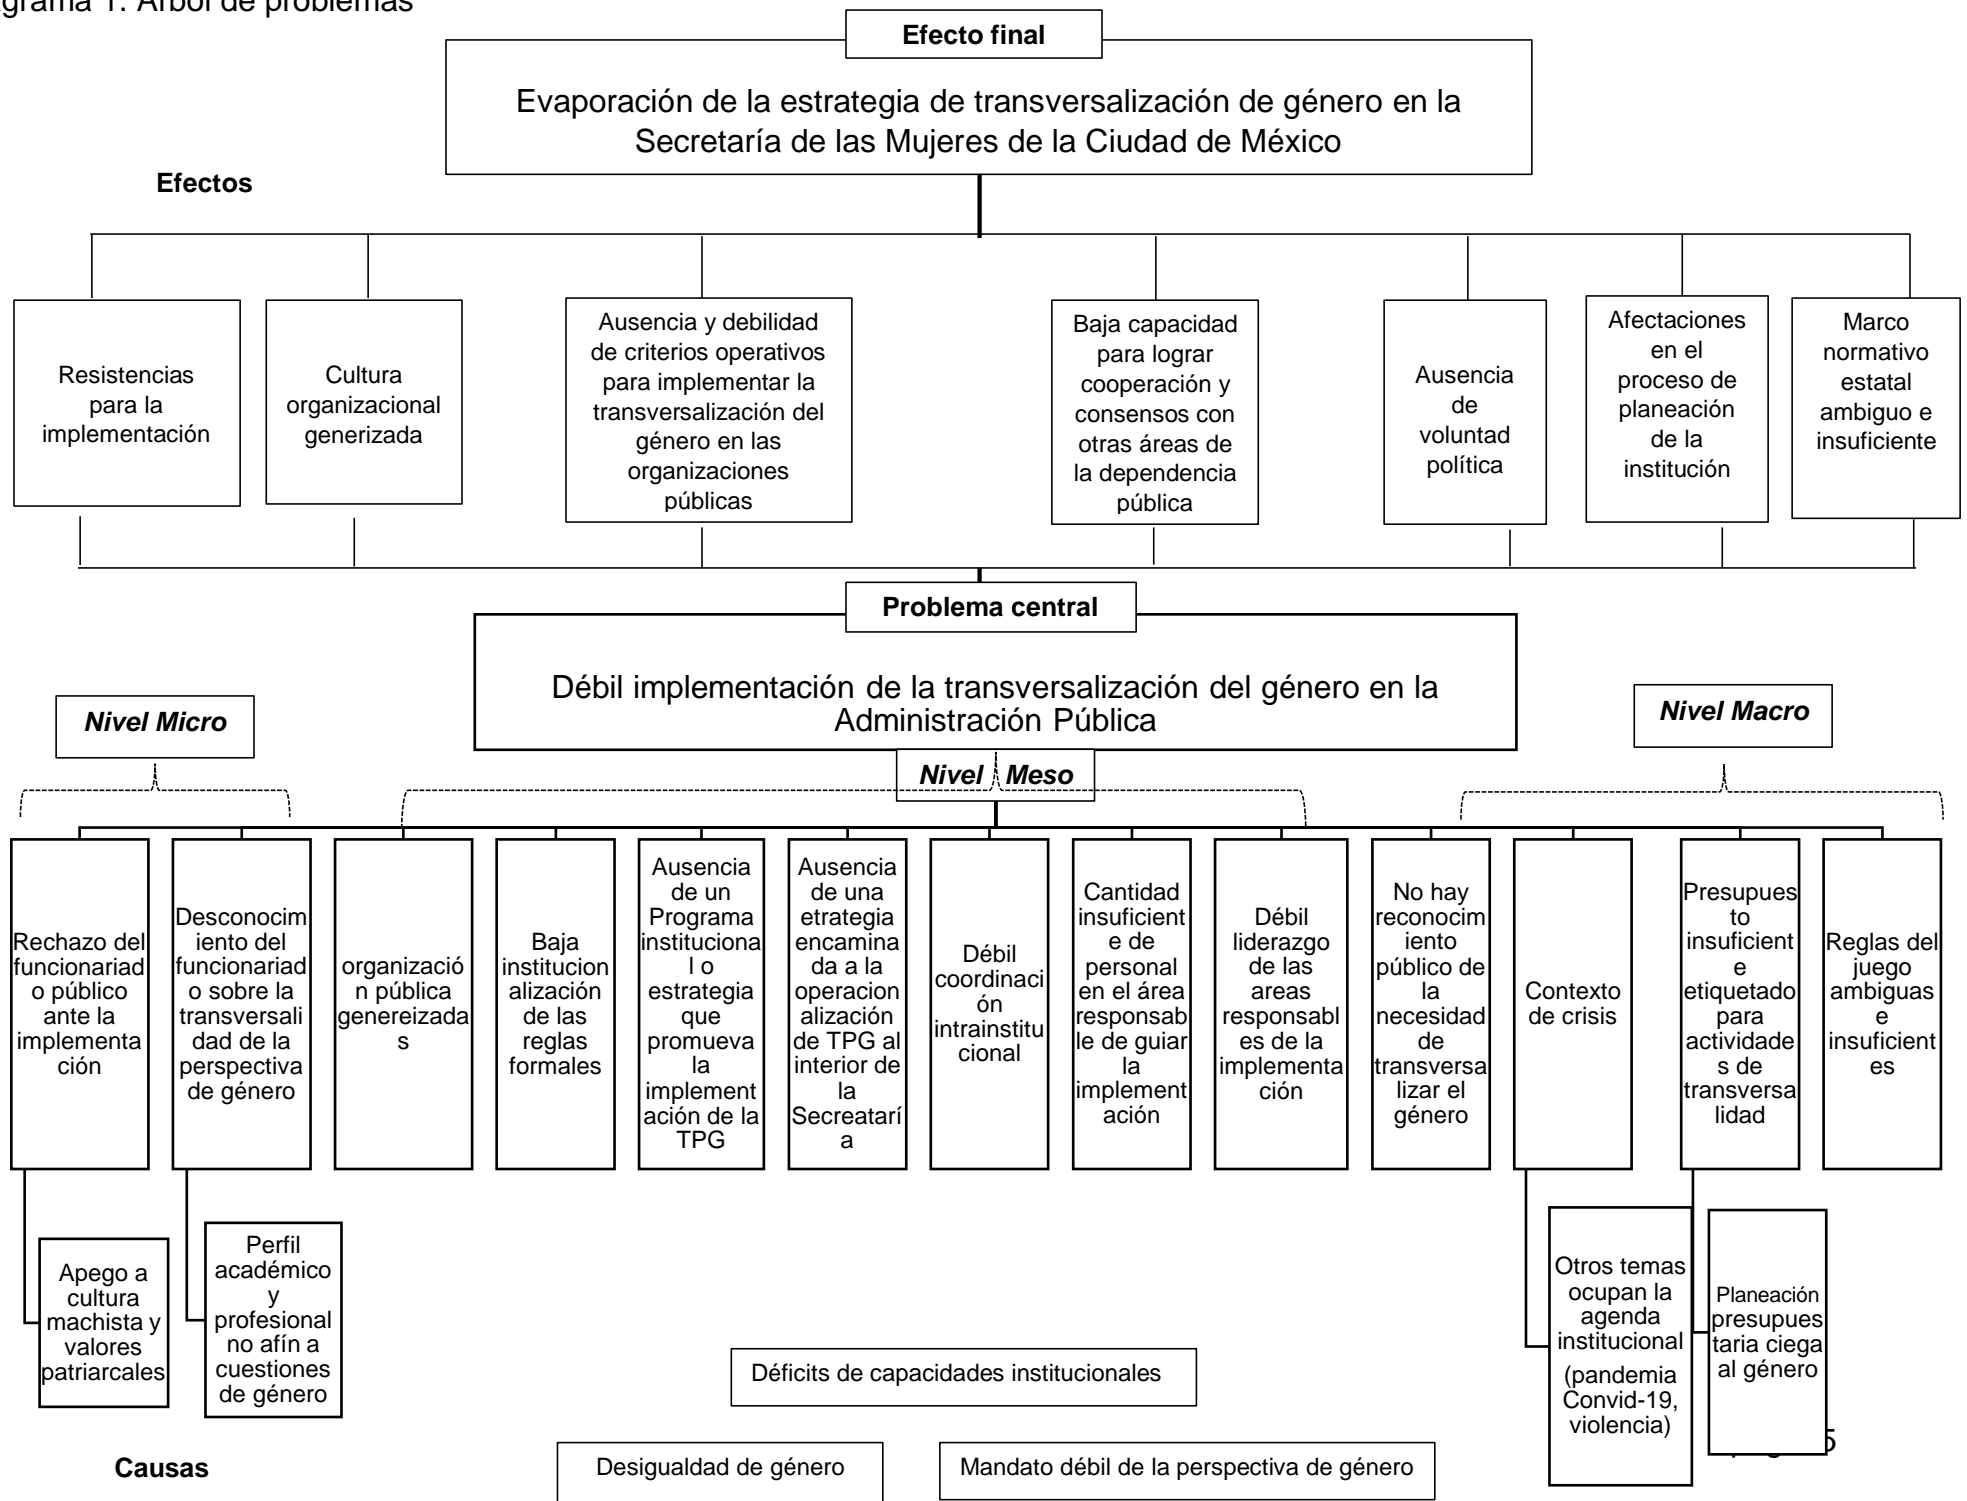 grama 1. Árbol de problemas
Efecto final
Evaporación de la estrategia de transversalización de género en la
Secretaría de las Mujeres de la Ciudad de México
Efectos
Resistencias
para la
implementación
Cultura
organizacional
generizada
Ausencia y debilidad
de criterios operativos
para implementar la
transversalización del
género en las
organizaciones
públicas
Baja capacidad
para lograr
cooperación y
consensos con
otras áreas de
la dependencia
pública
Ausencia
de
voluntad
política
Afectaciones
en el
proceso de
planeación
de la
institución
Marco
normativo
estatal
ambiguo e
insuficiente
Problema central
Débil implementación de la transversalización del género en la
Administración Pública
Nivel Micro
Nivel Meso
Nivel Macro
Rechazo del
funcionariad
o público
ante la
implementa
ción
Desconocim
iento del
funcionariad
o sobre la
transversali
dad de la
perspectiva
de género
organizació
n pública
genereizada
s
Baja
institucion
alización
de las
reglas
formales
Ausencia
de un
Programa
instituciona
l o
estrategia
que
promueva
la
implement
ación de la
TPG
Ausencia
de una
etrategia
encamina
da a la
operacion
alización
de TPG al
interior de
la
Secreatarí
a
Débil
coordinaci
ón
intrainstitu
cional
Cantidad
insuficient
e de
personal
en el área
responsab
le de guiar
la
implement
ación
Débil
liderazgo
de las
areas
responsabl
es de la
implementa
ción
No hay
reconocim
iento
público de
la
necesidad
de
transversa
lizar el
género
Contexto
de crisis
Presupues
to
insuficient
e
etiquetado
para
actividade
s de
transversa
lidad
Reglas del
juego
ambiguas
e
insuficient
es
Apego a
cultura
machista y
valores
patriarcales
Perfil
académico
y
profesional
no afín a
cuestiones
de género
Otros temas
ocupan la
agenda
institucional
(pandemia
Convid-19,
violencia)
Planeación
presupues
taria ciega
al género
Déficits de capacidades institucionales
Causas
Desigualdad de género
Mandato débil de la perspectiva de género
5